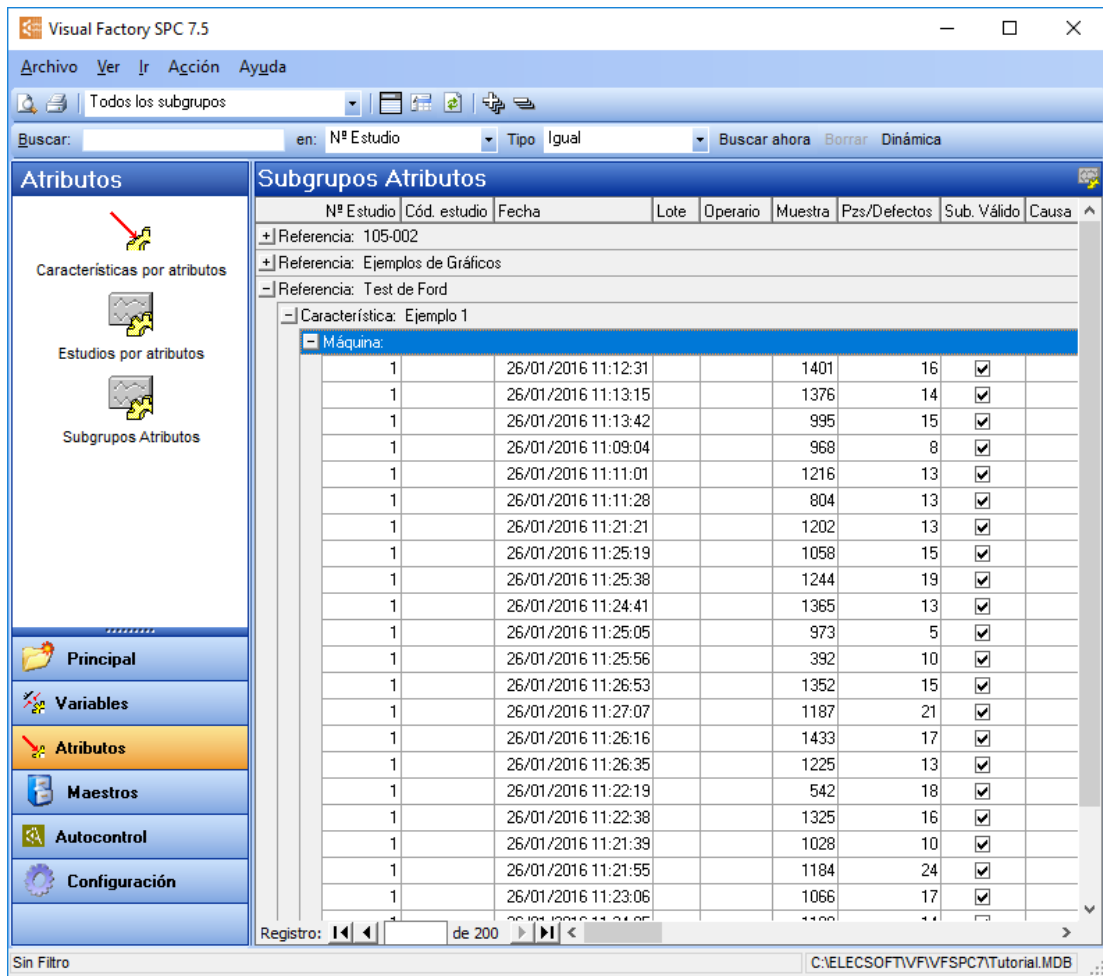 Visual Factory SPC 7.5
Archivo Ver Ir Acción Ayuda
Todos los subgrupos
Buscar: en: Nº Estudio Tipo Igual Buscar ahora Borrar Dinámica
Atributos
Características por atributos
Estudios por atributos
Subgrupos Atributos
Principal
Variables
Atributos
Maestros
Autocontrol
Configuración
Subgrupos Atributos
Nº Estudio Cód. estudio Fecha Lote Operario Muestra Pzs/Defectos Sub. Válido Causa
Referencia: 105-002
Referencia: Ejemplos de Gráficos
Referencia: Test de Ford
Característica: Ejemplo 1
Máquina:
1 26/01/2016 11:12:31 1401 16
1 26/01/2016 11:13:15 1376 14
1 26/01/2016 11:13:42 995 15
1 26/01/2016 11:09:04 968 8
1 26/01/2016 11:11:01 1216 13
1 26/01/2016 11:11:28 804 13
1 26/01/2016 11:21:21 1202 13
1 26/01/2016 11:25:19 1058 15
1 26/01/2016 11:25:38 1244 19
1 26/01/2016 11:24:41 1365 13
1 26/01/2016 11:25:05 973 5
1 26/01/2016 11:25:56 392 10
1 26/01/2016 11:26:53 1352 15
1 26/01/2016 11:27:07 1187 21
1 26/01/2016 11:26:16 1433 17
1 26/01/2016 11:26:35 1225 13
1 26/01/2016 11:22:19 542 18
1 26/01/2016 11:22:38 1325 16
1 26/01/2016 11:21:39 1028 10
1 26/01/2016 11:21:55 1184 24
1 26/01/2016 11:23:06 1066 17
Registro: de 200
Sin Filtro C:\ELECSOFT\VF\VFSPC7\Tutorial.MDB